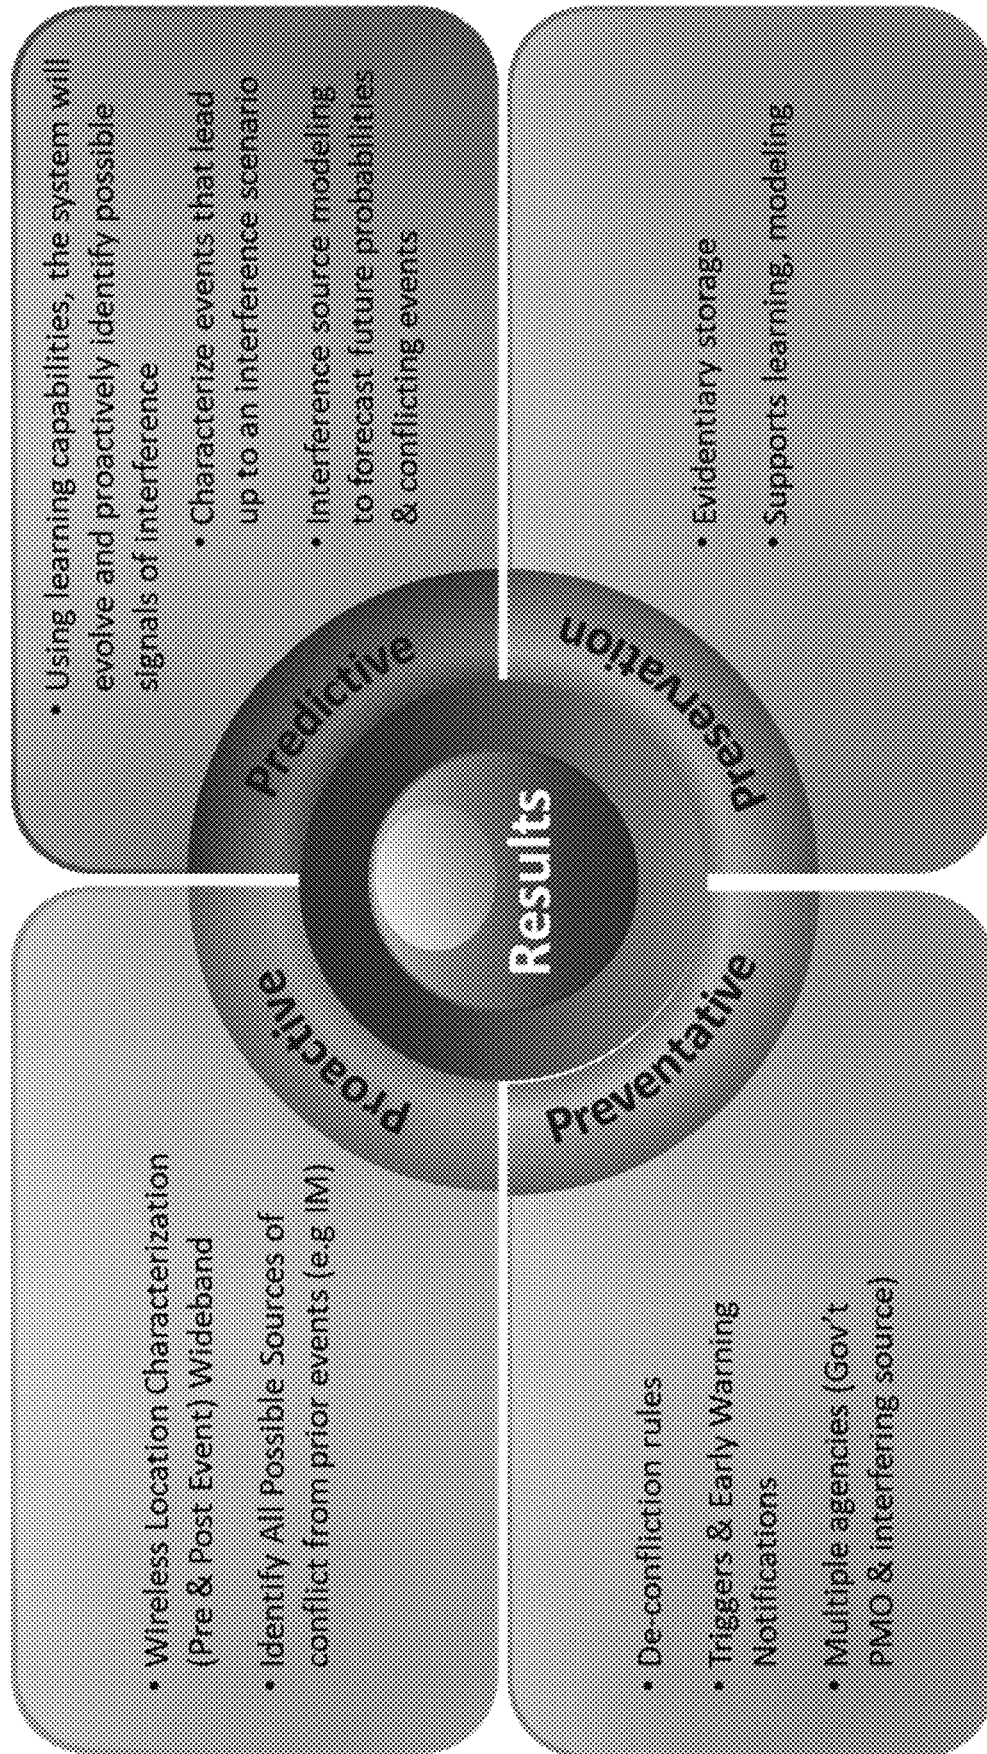 • Wireless Location Characterization
(Pre & Post Event) Wideband
• Identify All Possible Sources of
conflict from prior events (e.g IM)
• Using learning capabilities, the system will
evolve and proactively identify possible
signals of interference
• Characterize events that lead
up to an interference scenario
• Interference source modeling
to forecast future probabilities
& conflicting events
Proactive
Predictive
Results
Preventative
Preservation
• De-confliction rules
• Triggers & Early Warning
Notifications
• Multiple agencies (Gov't
PMO & interfering source)
• Evidentiary storage
• Supports learning, modeling